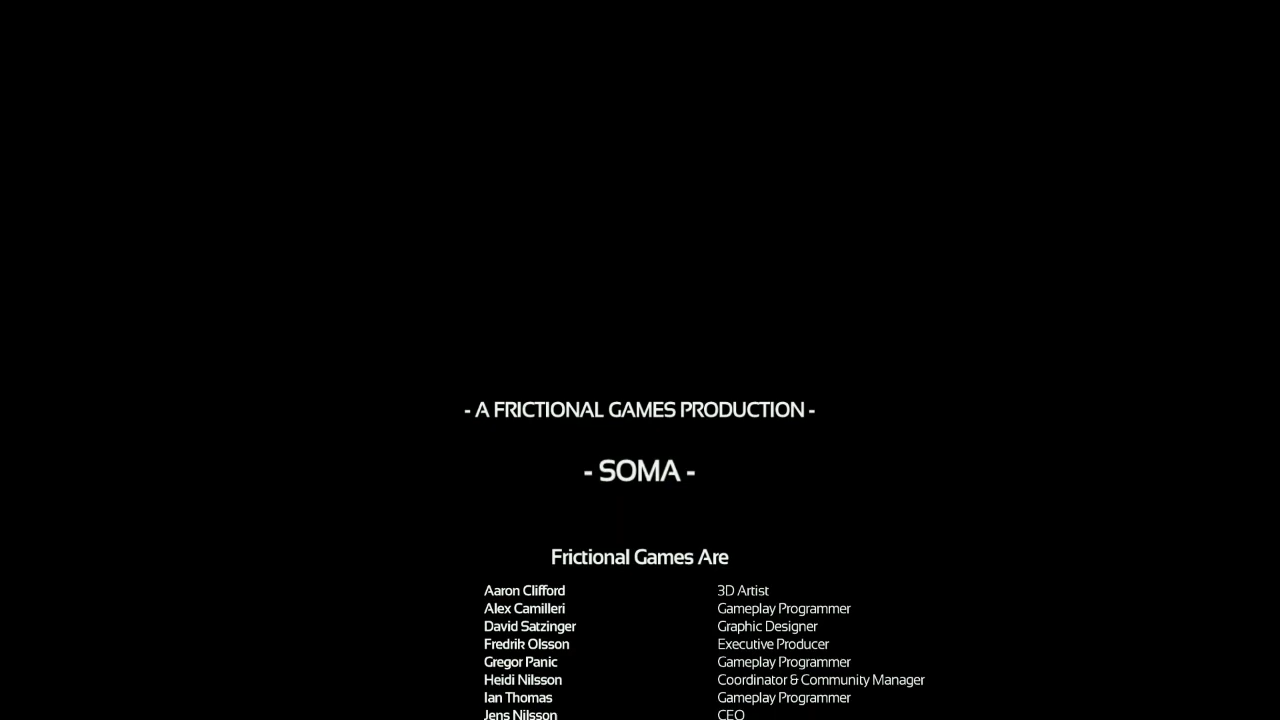 - A FRICTIONAL GAMES PRODUCTION -
- SOMA -
Frictional Games Are
Aaron Clifford 3D Artist
Alex Camilleri Gameplay Programmer
David Satzinger Graphic Designer
Fredrik Olsson Executive Producer
Gregor Panic Gameplay Programmer
Heidi Nilsson Coordinator & Community Manager
Ian Thomas Gameplay Programmer
Jens Nilsson CEO